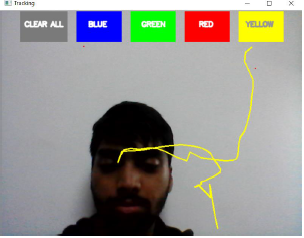 Tracking
CLEAR ALL
BLUE
GREEN
RED
YELLOW